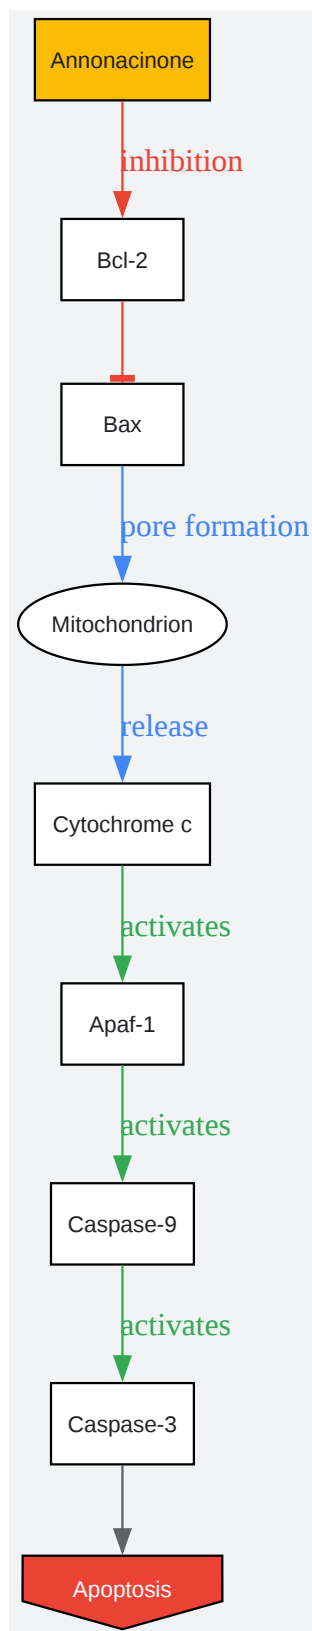 Annonacinone
inhibition
Bcl-2
Bax
pore formation
Mitochondrion
release
Cytochrome c
activates
Apaf-1
activates
Caspase-9
activates
Caspase-3
Apoptosis